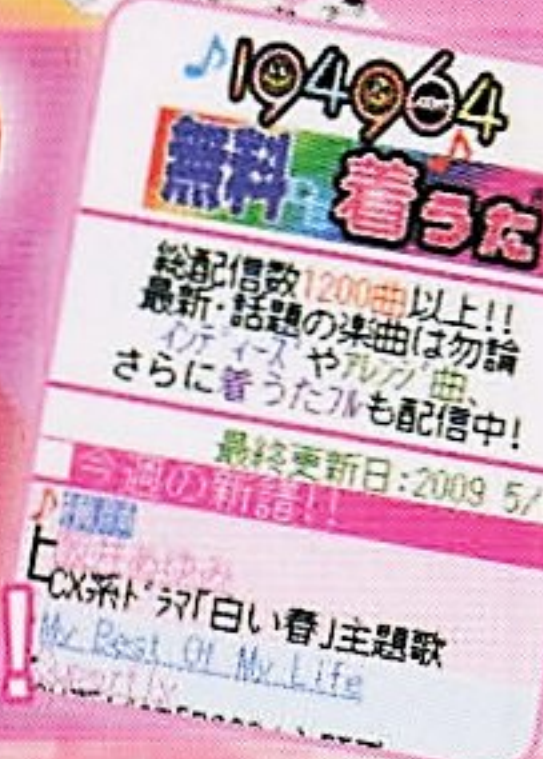 ♪194964
無料着うた
総配信数1200曲以上!!
最新・話題の楽曲は勿論
インディーズやアレンジ曲、
さらに着うたフルも配信中!
最終更新日:2009 5/
今週の新譜!!
CX系ドラマ「白い春」主題歌
My Best Of My Life
Superfly